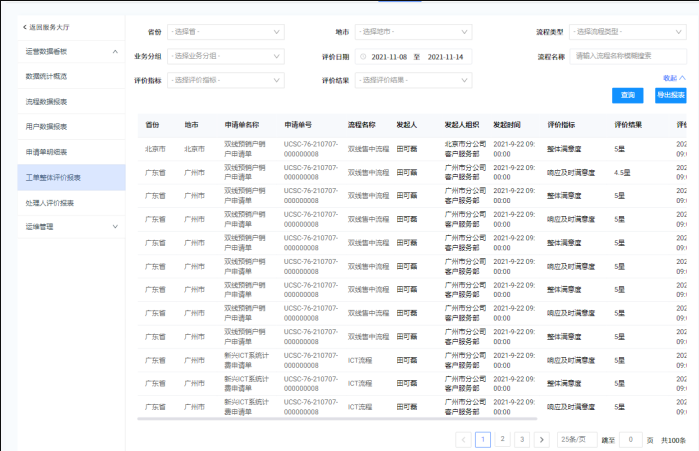 返回服务大厅
运营数据看板
数据统计概览
流程数据报表
用户数据报表
申请单明细表
工单整体评价报表
处理人评价报表
运维管理
省份 - 选择省 - 地市 - 选择地市 - 流程类型 - 选择流程类型 -
业务分组 - 选择业务分组 - 评价日期 2021-11-08 至 2021-11-14 流程名称 请输入流程名称模糊搜索
评价指标 - 选择评价指标 - 评价结果 - 选择评价结果 -
收起
查询 导出报表
省份 地市 申请单名称 申请单号 流程名称 发起人 发起人组织 发起时间 评价指标 评价结果 评价
北京市 北京市 双线预销户销 UCSC-76-210707- 双线售中流程 田可磊 北京市分公司 2021-9-22 09: 整体满意度 5星 202
户申请单 000000008 客户服务部 00:00 09:0
广东省 广州市 双线预销户销 UCSC-76-210707- 双线售中流程 田可磊 广州市分公司 2021-9-22 09: 响应及时满意度 4.5星 202
户申请单 000000008 客户服务部 00:00 09:0
广东省 广州市 双线预销户销 UCSC-76-210707- 双线售中流程 田可磊 广州市分公司 2021-9-22 09: 整体满意度 5星 202
户申请单 000000008 客户服务部 00:00 09:0
广东省 广州市 双线预销户销 UCSC-76-210707- 双线售中流程 田可磊 广州市分公司 2021-9-22 09: 响应及时满意度 5星 202
户申请单 000000008 客户服务部 00:00 09:0
广东省 广州市 双线预销户销 UCSC-76-210707- 双线售中流程 田可磊 广州市分公司 2021-9-22 09: 整体满意度 5星 202
户申请单 000000008 客户服务部 00:00 09:0
广东省 广州市 双线预销户销 UCSC-76-210707- 双线售中流程 田可磊 广州市分公司 2021-9-22 09: 响应及时满意度 5星 202
户申请单 000000008 客户服务部 00:00 09:0
广东省 广州市 双线预销户销 UCSC-76-210707- 双线售中流程 田可磊 广州市分公司 2021-9-22 09: 整体满意度 5星 202
户申请单 000000008 客户服务部 00:00 09:0
广东省 广州市 双线预销户销 UCSC-76-210707- 双线售中流程 田可磊 广州市分公司 2021-9-22 09: 响应及时满意度 5星 202
户申请单 000000008 客户服务部 00:00 09:0
广东省 广州市 双线预销户销 UCSC-76-210707- 双线售中流程 田可磊 广州市分公司 2021-9-22 09: 整体满意度 5星 202
户申请单 000000008 客户服务部 00:00 09:0
广东省 广州市 新兴ICT系统计 UCSC-76-210707- ICT流程 田可磊 广州市分公司 2021-9-22 09: 响应及时满意度 5星 202
费申请单 000000008 客户服务部 00:00 09:0
广东省 广州市 新兴ICT系统计 UCSC-76-210707- ICT流程 田可磊 广州市分公司 2021-9-22 09: 整体满意度 5星 202
费申请单 000000008 客户服务部 00:00 09:0
广东省 广州市 新兴ICT系统计 UCSC-76-210707- ICT流程 田可磊 广州市分公司 2021-9-22 09: 响应及时满意度 5星 202
费申请单 000000008 客户服务部 00:00 09:0
1 2 3 25条/页 跳至 0 页 共100条